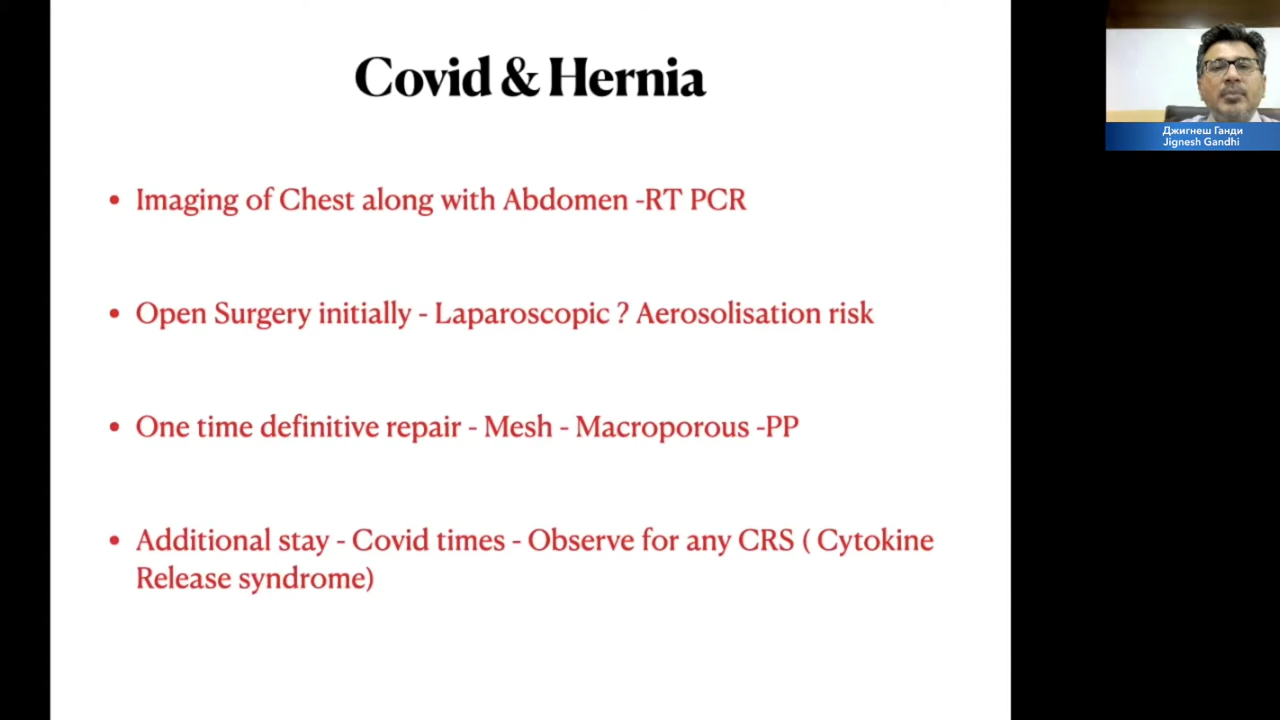 Covid & Hernia
• Imaging of Chest along with Abdomen -RT PCR
• Open Surgery initially - Laparoscopic ? Aerosolisation risk
• One time definitive repair - Mesh - Macroporous -PP
• Additional stay - Covid times - Observe for any CRS ( Cytokine
Release syndrome)
Джигнеш Ганди
Jignesh Gandhi